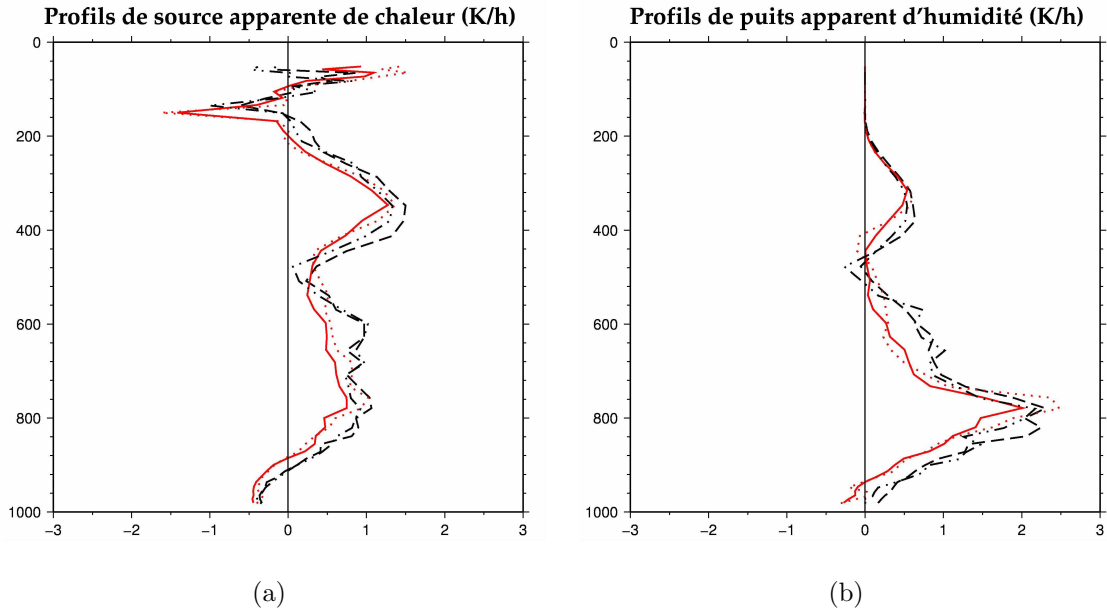 Profils de source apparente de chaleur (K/h)
0
200
400
600
800
1000
−3 −2 −1 0 1 2 3
(a)
Profils de puits apparent d’humidité (K/h)
0
200
400
600
800
1000
−3 −2 −1 0 1 2 3
(b)